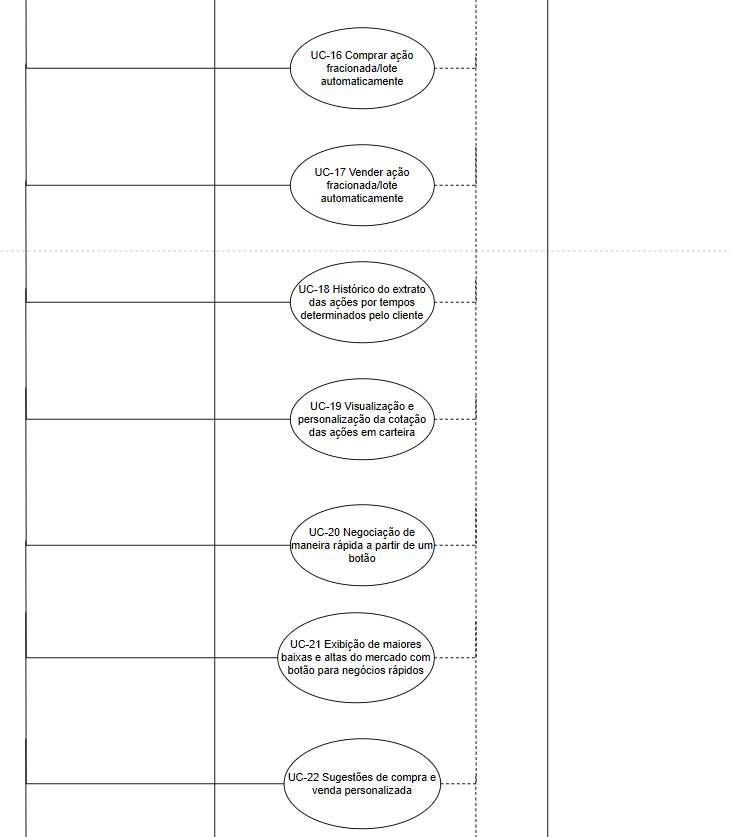 UC-16 Comprar ação
fracionada/lote
automaticamente
UC-17 Vender ação
fracionada/lote
automaticamente
UC-18 Histórico do extrato
das ações por tempos
determinados pelo cliente
UC-19 Visualização e
personalização da cotação
das ações em carteira
UC-20 Negociação de
maneira rápida a partir de um
botão
UC-21 Exibição de maiores
baixas e altas do mercado com
botão para negócios rápidos
UC-22 Sugestões de compra e
venda personalizada